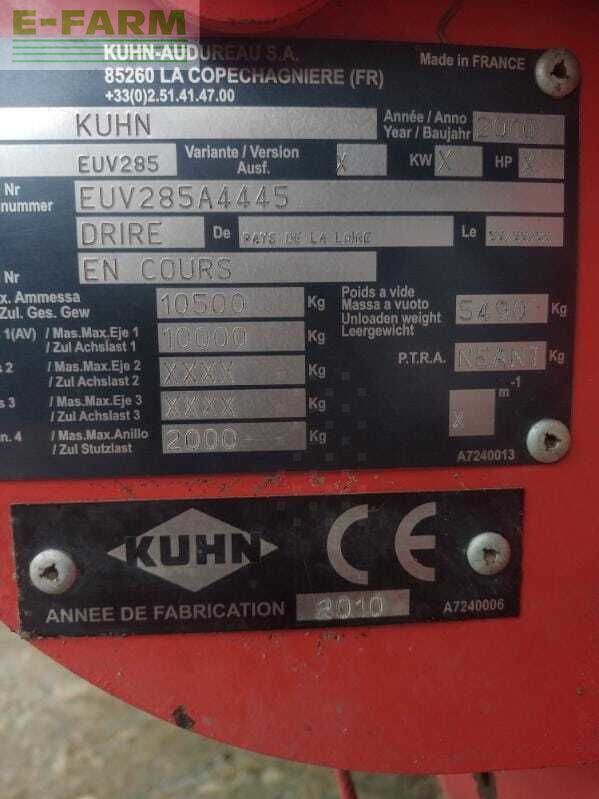 E-FARM
KUHN-AUDUREAU S.A.
85260 LA COPECHAGNIERE (FR)
+33(0)2.51.41.47.00
Made in FRANCE
KUHN
Année / Anno
Year / Baujahr 2010
EUV285
Variante / Version
Ausf. X
KW X HP X
Nr
nummer EUV285A4445
DRIRE De PAYS DE LA LOIRE Le
Nr EN COURS
x. Ammessa
Zul. Ges. Gew 10500 Kg
Poids a vide
Massa a vuoto
Unloaden weight
Leergewicht 5490 Kg
1(AV) / Mas.Max.Eje 1
/ Zul Achslast 1 10000 Kg
s 2 / Mas.Max.Eje 2
/ Zul Achslast 2 XXXX Kg
P.T.R.A. NEANT Kg
s 3 / Mas.Max.Eje 3
/ Zul Achslast 3 XXXX Kg
X m-1
n. 4 / Mas.Max.Anillo
/ Zul Stutzlast 2000 Kg
A7240013
KUHN CE
ANNEE DE FABRICATION 2010 A7240006